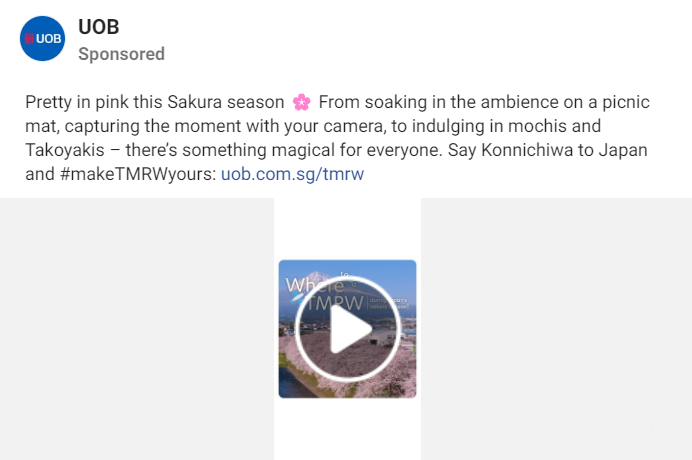 UOB
UOB
Sponsored
Pretty in pink this Sakura season 🌸 From soaking in the ambience on a picnic
mat, capturing the moment with your camera, to indulging in mochis and
Takoyakis – there’s something magical for everyone. Say Konnichiwa to Japan
and #makeTMRWyours: uob.com.sg/tmrw
Where to
TMRW